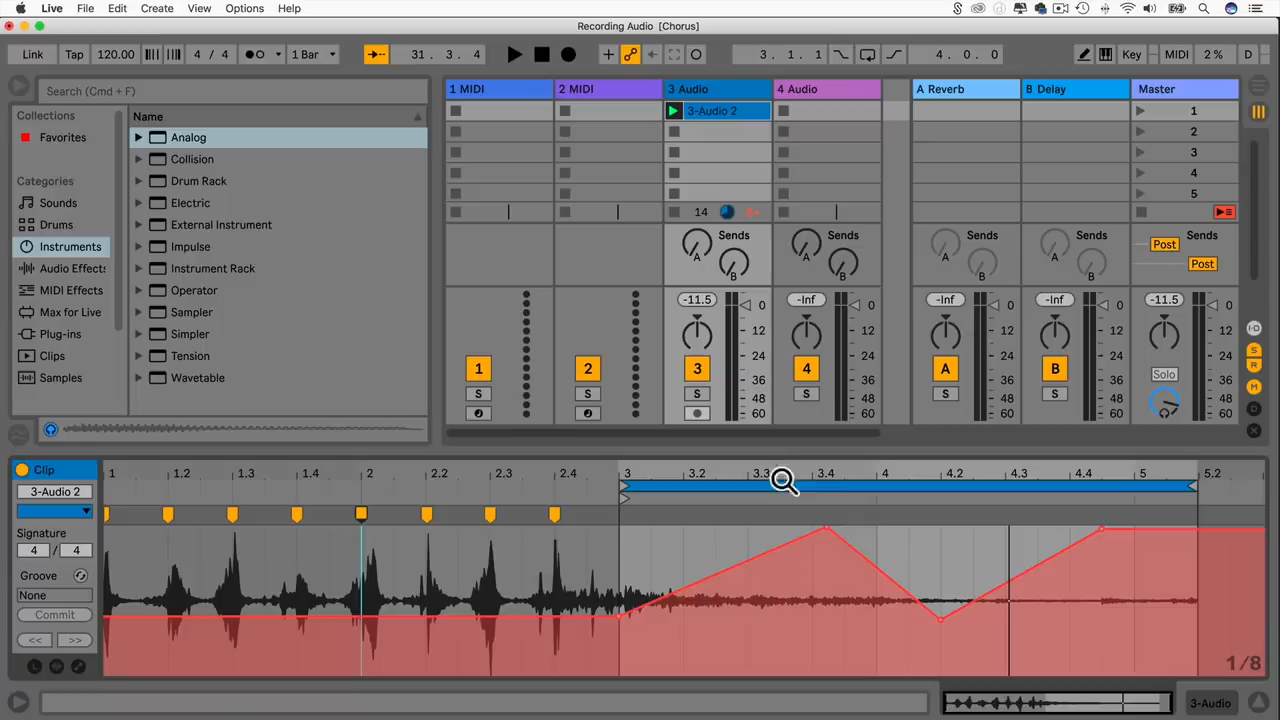 Live File Edit Create View Options Help
Recording Audio [Chorus]
Link Tap 120.00 4 / 4 1 Bar 31. 3. 4 3. 1. 1 4. 0. 0 Key MIDI 2 % D
Search (Cmd + F)
Collections
Favorites
Categories
Sounds
Drums
Instruments
Audio Effects
MIDI Effects
Max for Live
Plug-ins
Clips
Samples
Name
Analog
Collision
Drum Rack
Electric
External Instrument
Impulse
Instrument Rack
Operator
Sampler
Simpler
Tension
Wavetable
1 MIDI 2 MIDI 3 Audio 4 Audio A Reverb B Delay Master
3-Audio 2 1
2
3
4
5
14
Sends Sends Sends Sends Sends
A A A A Post
B B B B Post
-11.5 -Inf -Inf -Inf -11.5
0 0 0 0 0
12 12 12 12 12
24 24 24 24 24
1 2 3 4 A B Solo
36 36 36 36 36
S S S S S S
48 48 48 48 48
60 60 60 60 60
I-O
S
R
M
D
X
Clip
3-Audio 2
Signature
4 / 4
Groove
None
Commit
<< >>
L
1 1.2 1.3 1.4 2 2.2 2.3 2.4 3 3.2 3.3 3.4 4 4.2 4.3 4.4 5 5.2
1/8
3-Audio